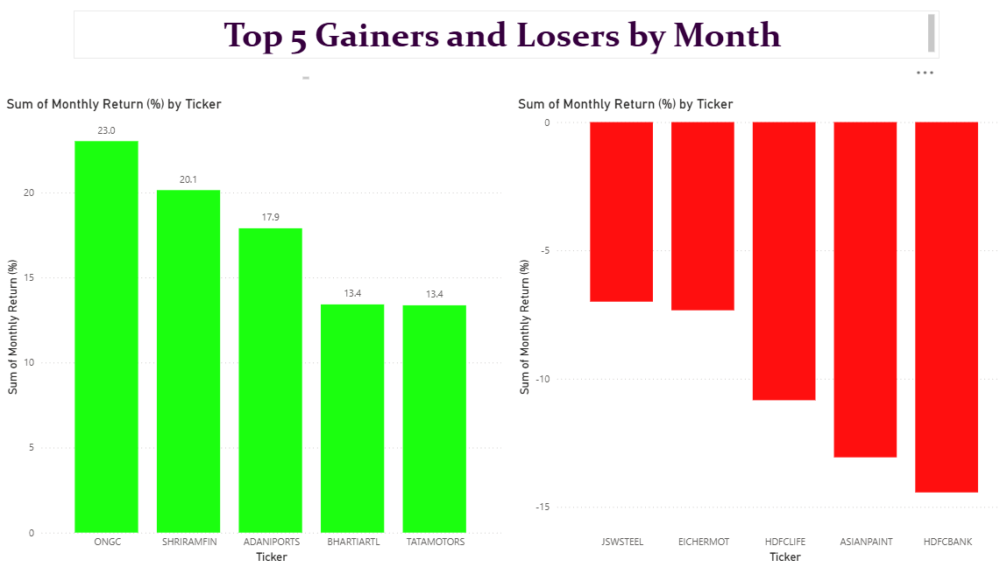 Top 5 Gainers and Losers by Month
Sum of Monthly Return (%) by Ticker
Sum of Monthly Return (%)
20
15
10
5
0
23.0
20.1
17.9
13.4
13.4
ONGC SHRIRAMFIN ADANIPORTS BHARTIARTL TATAMOTORS
Ticker
Sum of Monthly Return (%) by Ticker
Sum of Monthly Return (%)
0
-5
-10
-15
JSWSTEEL EICHERMOT HDFCLIFE ASIANPAINT HDFCBANK
Ticker